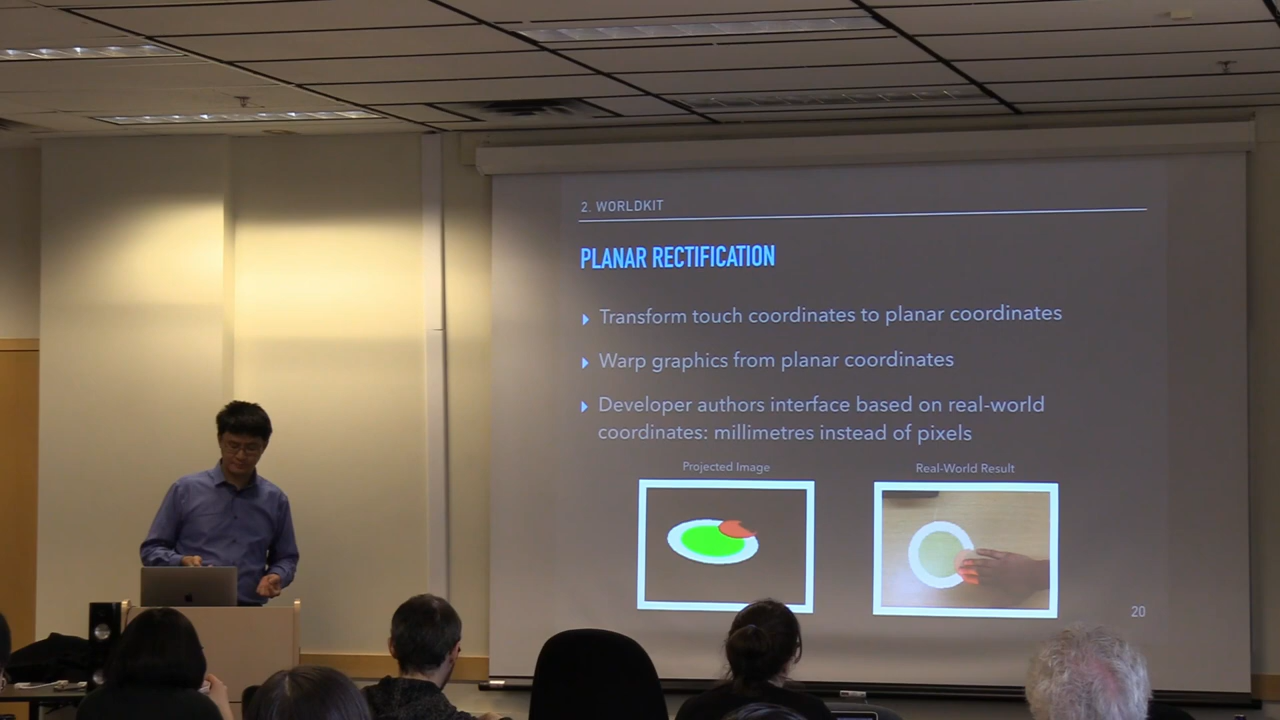 2. WORLDKIT
PLANAR RECTIFICATION
Transform touch coordinates to planar coordinates
Warp graphics from planar coordinates
Developer authors interface based on real-world
coordinates: millimetres instead of pixels
Projected Image
Real-World Result
20